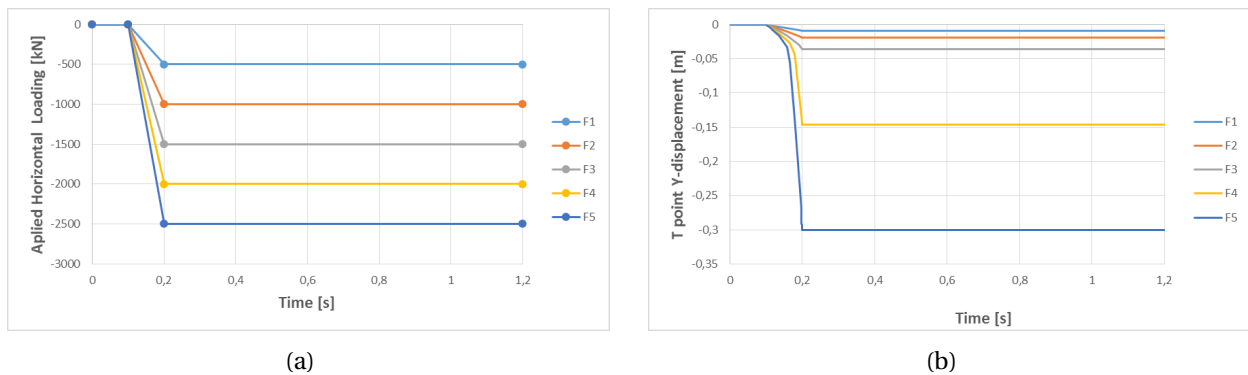 Aplied Horizontal Loading [kN]
0
-500
-1000
-1500
-2000
-2500
-3000
0
0,2
0,4
0,6
0,8
1
1,2
Time [s]
F1
F2
F3
F4
F5
(a)
T point Y-displacement [m]
0
-0,05
-0,1
-0,15
-0,2
-0,25
-0,3
-0,35
0
0,2
0,4
0,6
0,8
1
1,2
Time [s]
F1
F2
F3
F4
F5
(b)